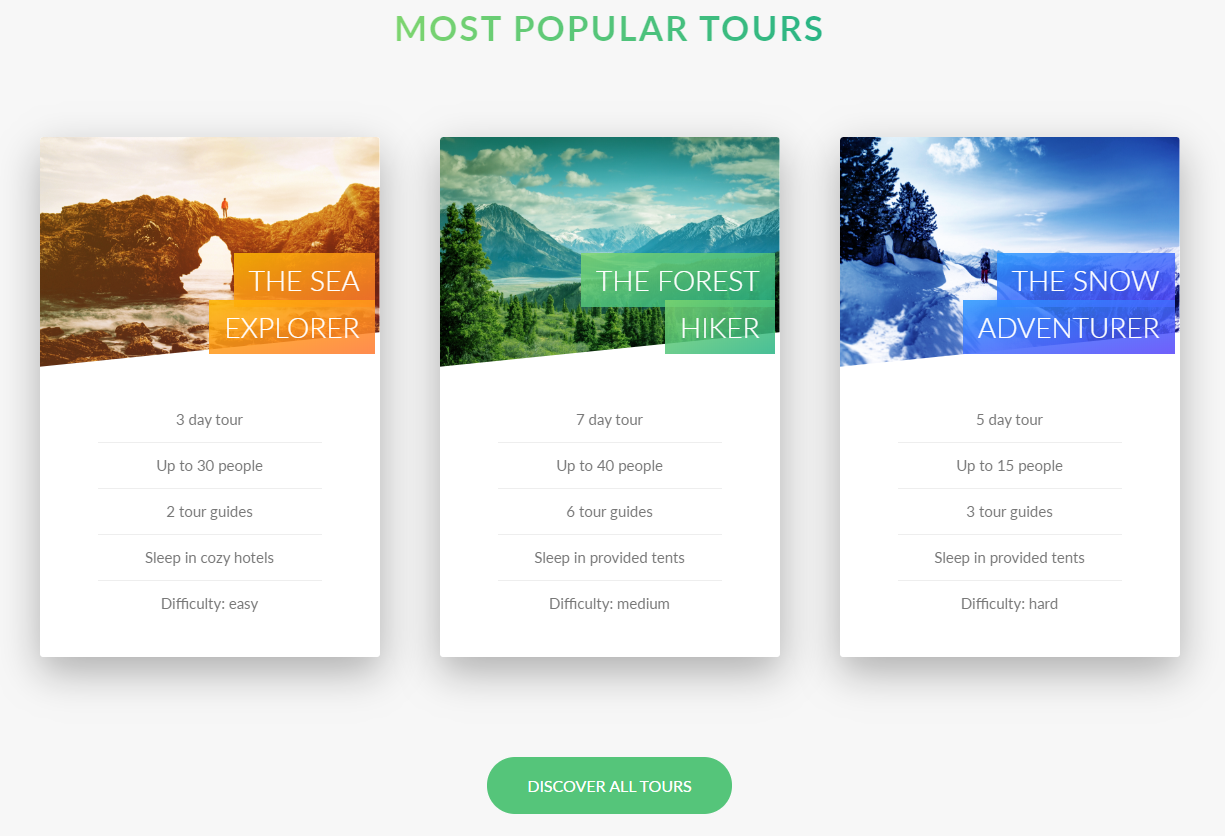 MOST POPULAR TOURS
THE SEA
EXPLORER
3 day tour
Up to 30 people
2 tour guides
Sleep in cozy hotels
Difficulty: easy
THE FOREST
HIKER
7 day tour
Up to 40 people
6 tour guides
Sleep in provided tents
Difficulty: medium
THE SNOW
ADVENTURER
5 day tour
Up to 15 people
3 tour guides
Sleep in provided tents
Difficulty: hard
DISCOVER ALL TOURS